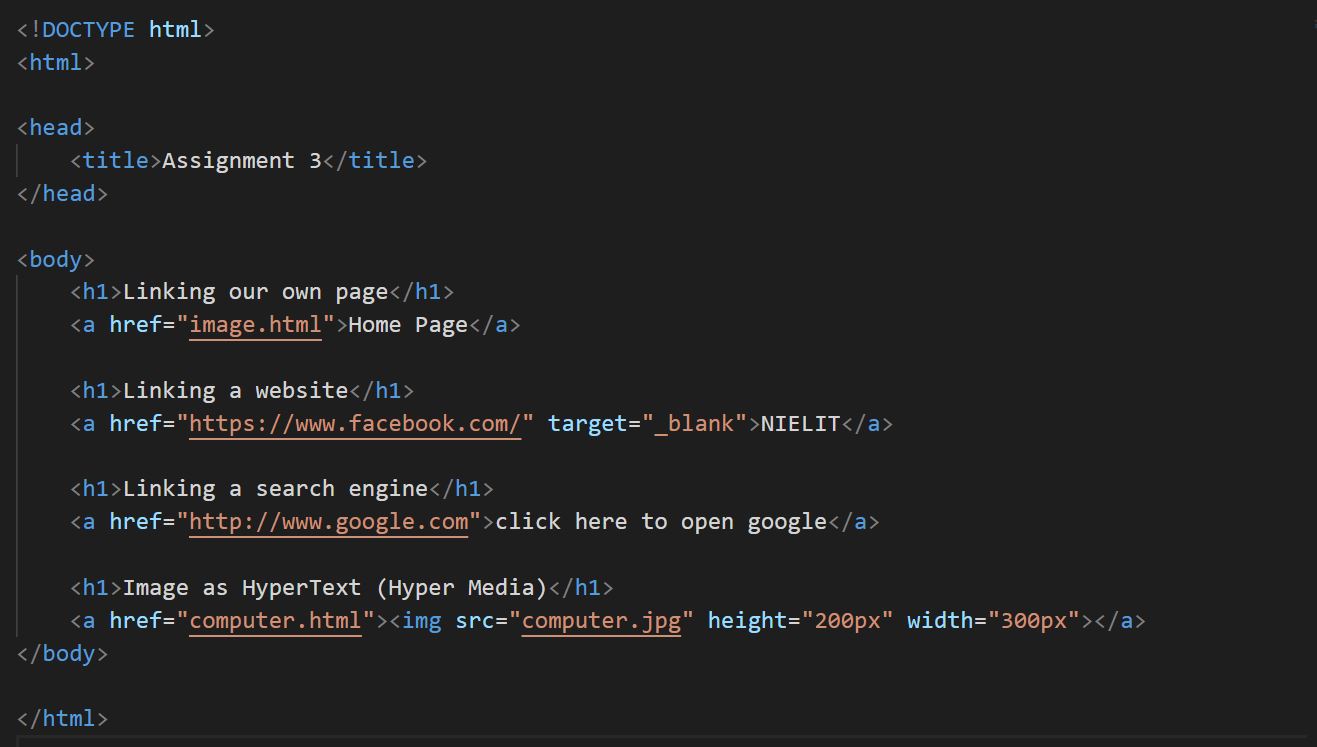 <!DOCTYPE html>
<html>
<head>
<title>Assignment 3</title>
</head>
<body>
<h1>Linking our own page</h1>
<a href="image.html">Home Page</a>
<h1>Linking a website</h1>
<a href="https://www.facebook.com/" target="_blank">NIELIT</a>
<h1>Linking a search engine</h1>
<a href="http://www.google.com">click here to open google</a>
<h1>Image as HyperText (Hyper Media)</h1>
<a href="computer.html"><img src="computer.jpg" height="200px" width="300px"></a>
</body>
</html>